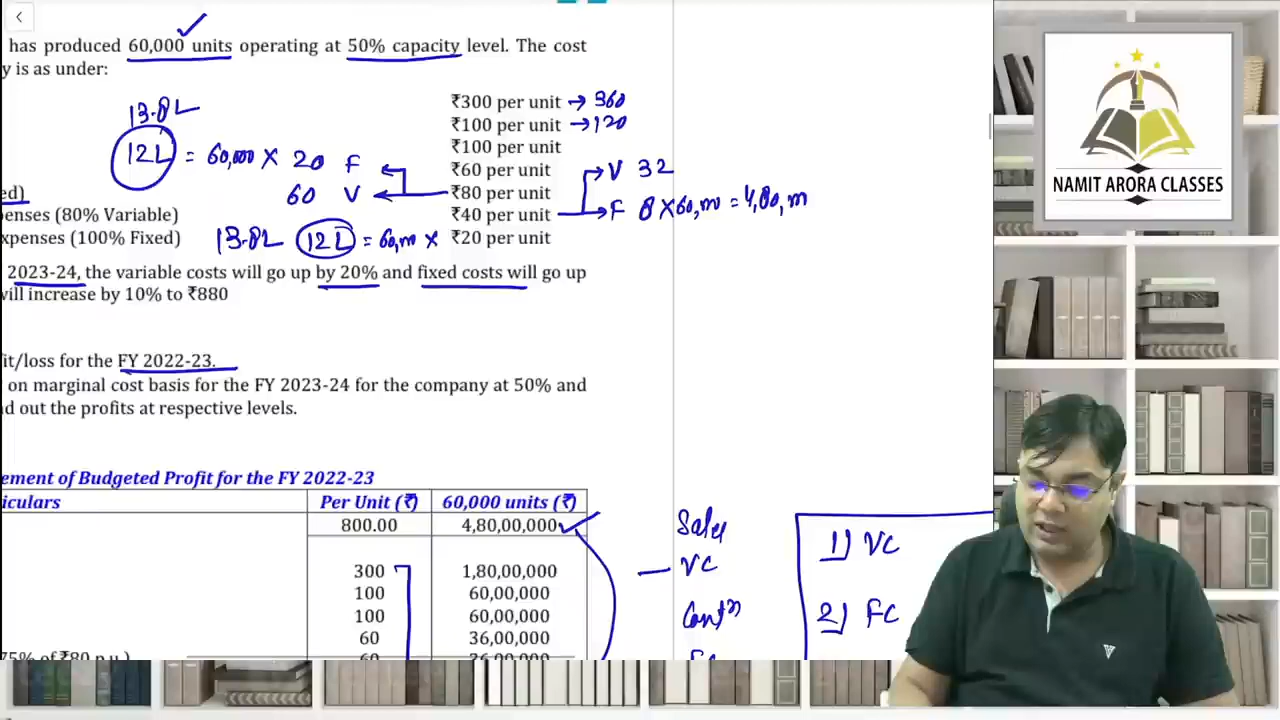 has produced 60,000 units operating at 50% capacity level. The cost
y is as under:
13.8L
₹300 per unit → 360
₹100 per unit → 120
₹100 per unit
12L = 60,000 × 20 F
₹60 per unit
V 32
60 V
₹80 per unit
ed)
penses (80% Variable)
₹40 per unit
F 8×60,m = 4,80,m
xpenses (100% Fixed)
13.8L 12L = 60,m ×
₹20 per unit
2023-24, the variable costs will go up by 20% and fixed costs will go up
will increase by 10% to ₹880
fit/loss for the FY 2022-23.
on marginal cost basis for the FY 2023-24 for the company at 50% and
nd out the profits at respective levels.
ement of Budgeted Profit for the FY 2022-23
ticulars Per Unit (₹) 60,000 units (₹)
800.00 4,80,00,000
300 1,80,00,000
100 60,00,000
100 60,00,000
60 36,00,000
75% of ₹80 p.u.)
Sales
VC
Contn
1) VC
2) FC
NAMIT ARORA CLASSES